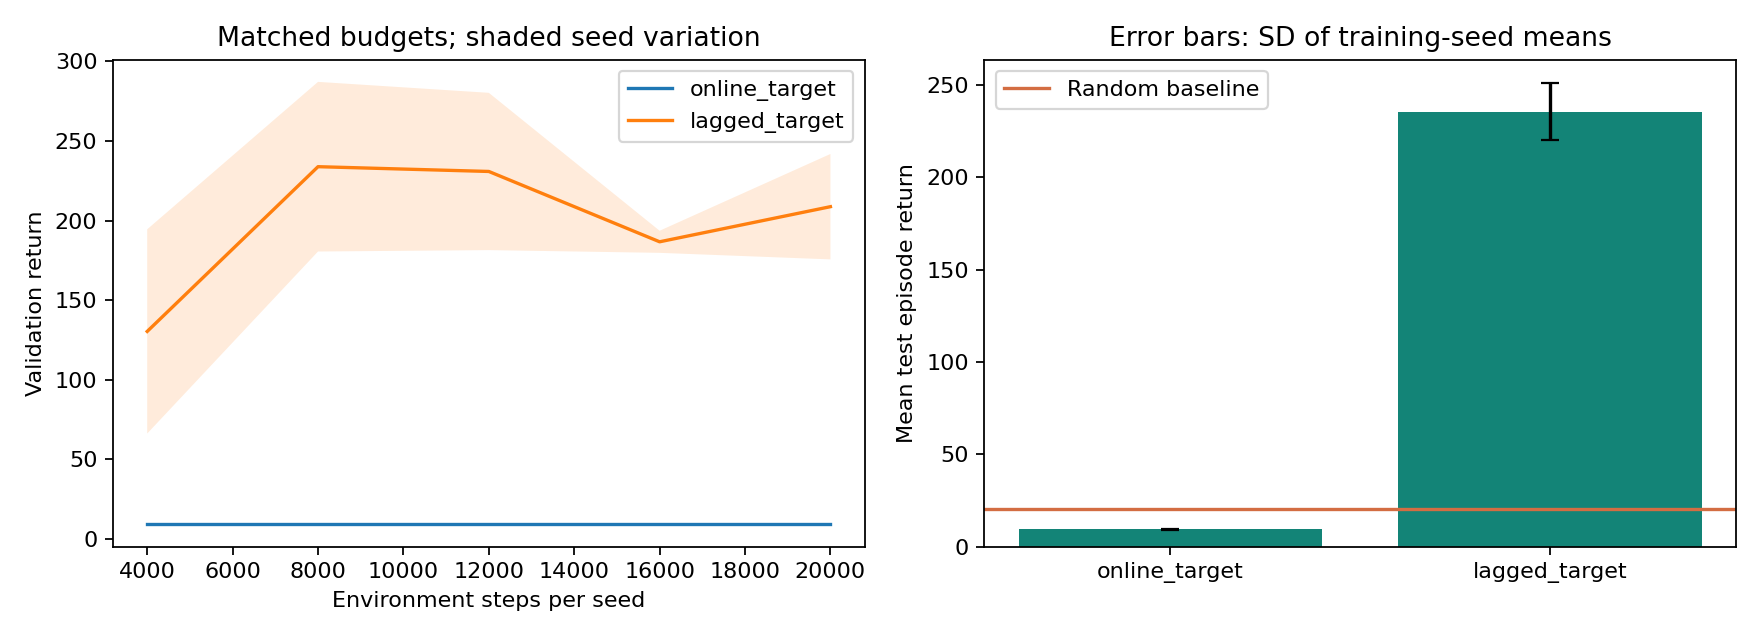 Matched budgets; shaded seed variation
300
250
200
150
100
50
0
Validation return
online_target
lagged_target
4000 6000 8000 10000 12000 14000 16000 18000 20000
Environment steps per seed
Error bars: SD of training-seed means
250
200
150
100
50
0
Mean test episode return
Random baseline
online_target lagged_target